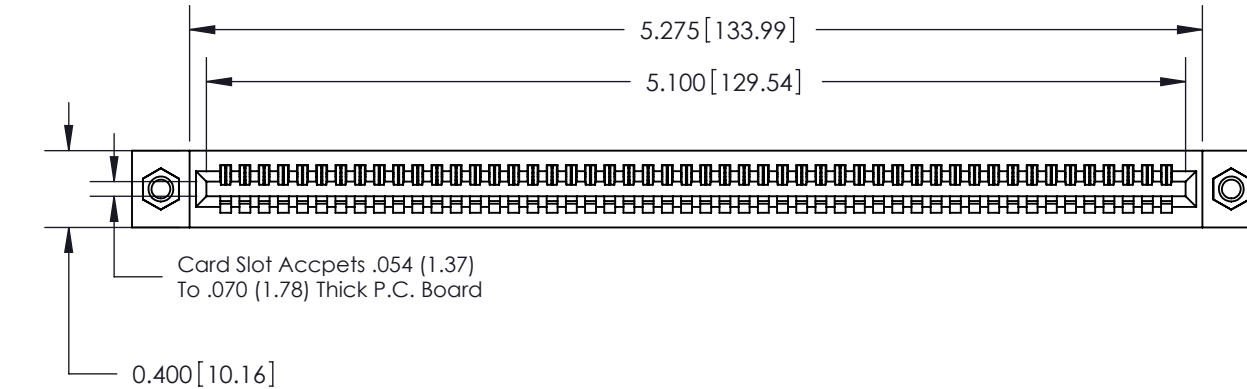 5.275[133.99]
5.100[129.54]
Card Slot Accpets .054 (1.37)
To .070 (1.78) Thick P.C. Board
0.400[10.16]